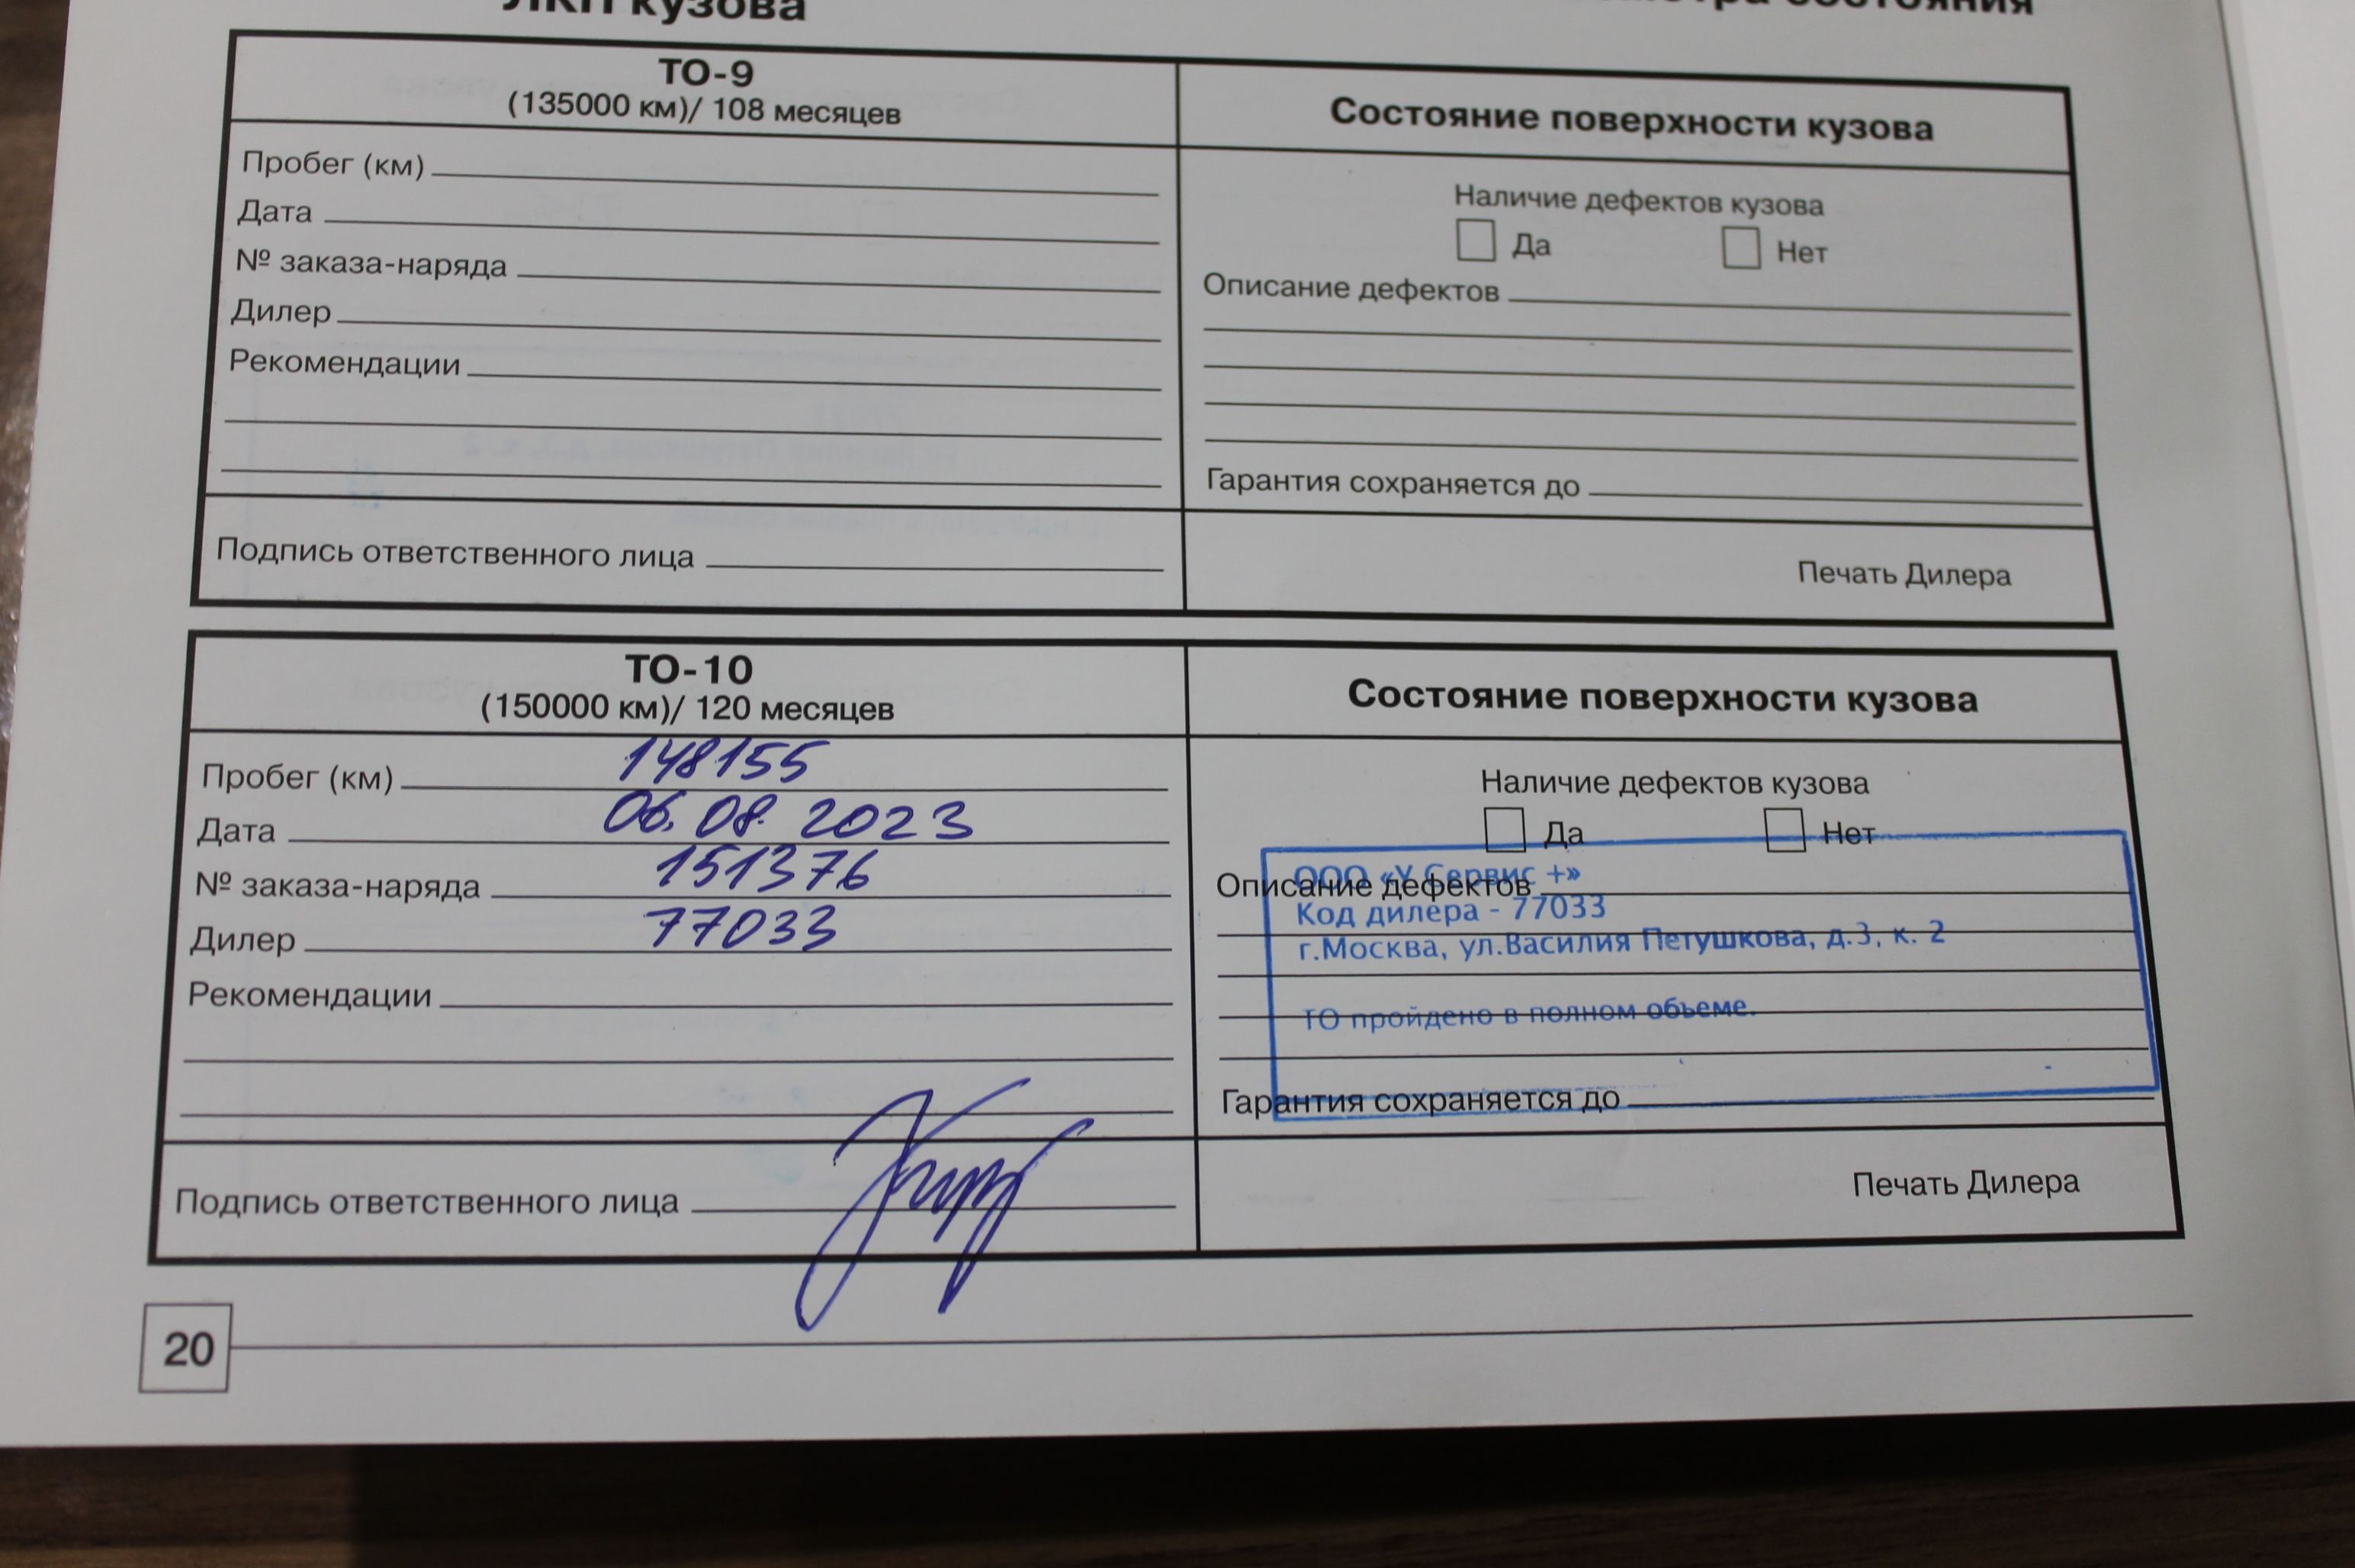 ЛКП кузова
состояния
ТО-9
(135000 км)/ 108 месяцев
Состояние поверхности кузова
Пробег (км)
Дата
№ заказа-наряда
Дилер
Рекомендации
Наличие дефектов кузова
Да Нет
Описание дефектов
Гарантия сохраняется до
Подпись ответственного лица
Печать Дилера
ТО-10
(150000 км)/ 120 месяцев
Состояние поверхности кузова
Пробег (км) 148155
Дата 06.08.2023
№ заказа-наряда 151376
Дилер 77033
Рекомендации
Наличие дефектов кузова
Да Нет
Описание дефектов
ООО «У Сервис +»
Код дилера - 77033
г.Москва, ул.Василия Петушкова, д.3, к. 2
ТО пройдено в полном обьеме.
Гарантия сохраняется до
Подпись ответственного лица
Печать Дилера
20